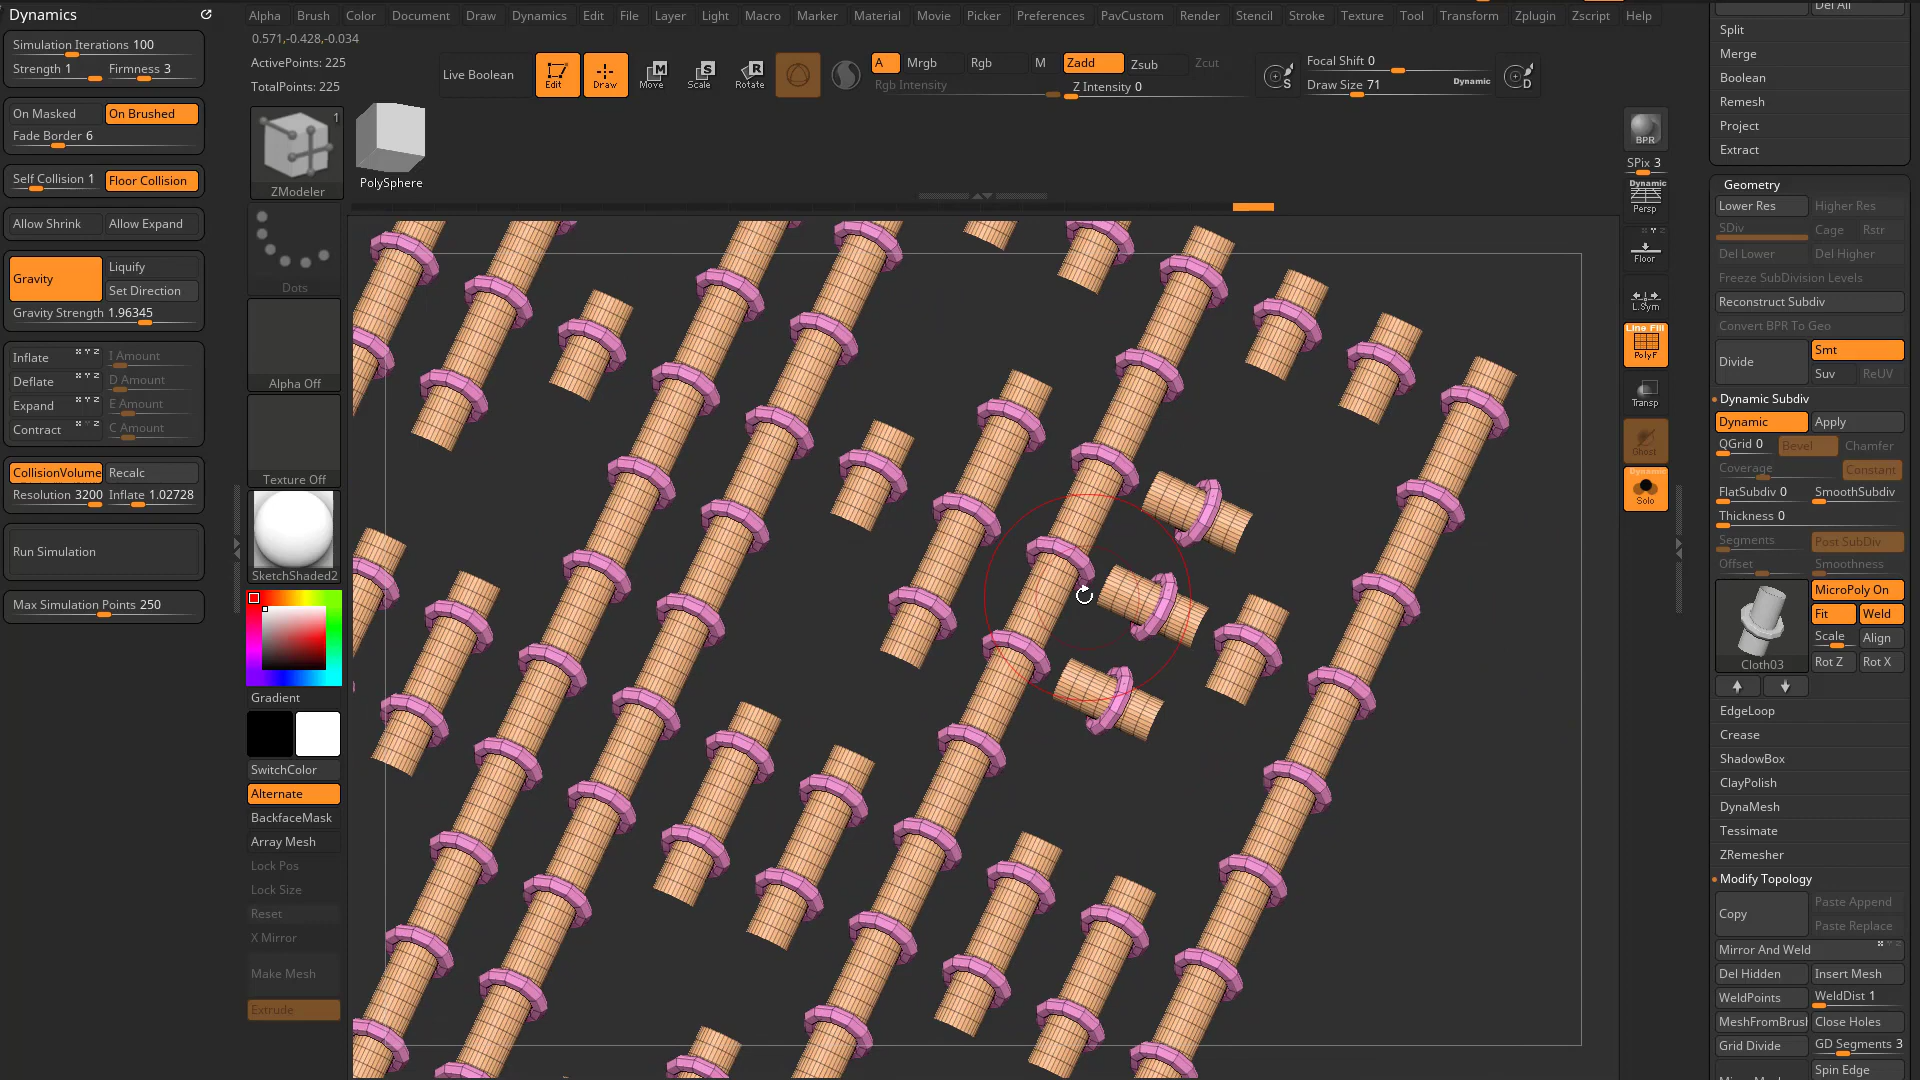 Dynamics
Alpha Brush Color Document Draw Dynamics Edit File Layer Light Macro Marker Material Movie Picker Preferences PavCustom Render Stencil Stroke Texture Tool Transform Zplugin Zscript Help
0.571,-0.428,-0.034
ActivePoints: 225
TotalPoints: 225
Live Boolean
Edit
Draw
Move
Scale
Rotate
A
Mrgb
Rgb
M
Zadd
Zsub
Zcut
Rgb Intensity
Z Intensity 0
Focal Shift 0
Draw Size 71
Dynamic
S
D
Simulation Iterations 100
Strength 1
Firmness 3
On Masked
On Brushed
Fade Border 6
Self Collision 1
Floor Collision
Allow Shrink
Allow Expand
Gravity
Liquify
Set Direction
Gravity Strength 1.96345
Inflate
I Amount
Deflate
D Amount
Expand
E Amount
Contract
C Amount
CollisionVolume
Recalc
Resolution 3200
Inflate 1.02728
Run Simulation
Max Simulation Points 250
1
ZModeler
PolySphere
Dots
Alpha Off
Texture Off
SketchShaded2
Gradient
SwitchColor
Alternate
BackfaceMask
Array Mesh
Lock Pos
Lock Size
Reset
X Mirror
Make Mesh
Extrude
BPR
SPix 3
Dynamic
Persp
Floor
L.Sym
Line Fill
PolyF
Transp
Ghost
Dynamic
Solo
Del All
Split
Merge
Boolean
Remesh
Project
Extract
Geometry
Lower Res
Higher Res
SDiv
Cage
Rstr
Del Lower
Del Higher
Freeze SubDivision Levels
Reconstruct Subdiv
Convert BPR To Geo
Divide
Smt
Suv
ReUV
Dynamic Subdiv
Dynamic
Apply
QGrid 0
Bevel
Chamfer
Coverage
Constant
FlatSubdiv 0
SmoothSubdiv
Thickness 0
Segments
Post SubDiv
Offset
Smoothness
Cloth03
MicroPoly On
Fit
Weld
Scale
Align
Rot Z
Rot X
EdgeLoop
Crease
ShadowBox
ClayPolish
DynaMesh
Tessimate
ZRemesher
Modify Topology
Copy
Paste Append
Paste Replace
Mirror And Weld
Del Hidden
Insert Mesh
WeldPoints
WeldDist 1
MeshFromBrush
Close Holes
Grid Divide
GD Segments 3
Spin Edge